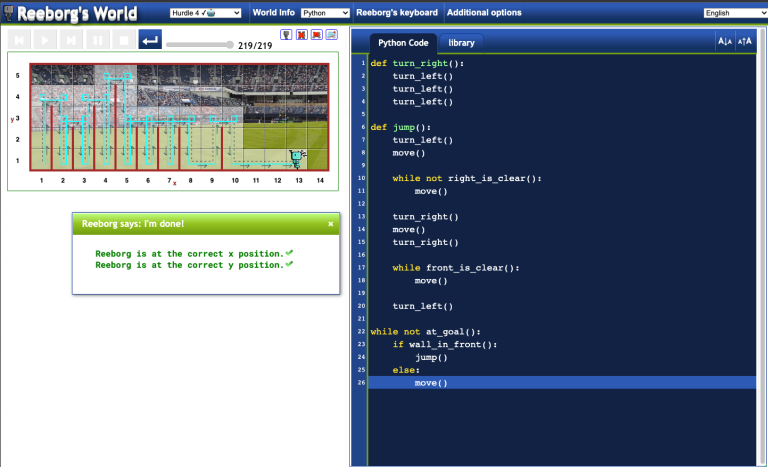 Reeborg's World
Hurdle 4 ✓
World Info
Python
Reeborg's keyboard
Additional options
English
219/219
5
4
y 3
2
1
1 2 3 4 5 6 7 8 9 10 11 12 13 14
x
Reeborg says: I'm done!
×
Reeborg is at the correct x position.✔
Reeborg is at the correct y position.✔
Python Code
library
A↓A
A↑A
1 def turn_right():
2     turn_left()
3     turn_left()
4     turn_left()
5
6 def jump():
7     turn_left()
8     move()
9
10     while not right_is_clear():
11         move()
12
13     turn_right()
14     move()
15     turn_right()
16
17     while front_is_clear():
18         move()
19
20     turn_left()
21
22 while not at_goal():
23     if wall_in_front():
24         jump()
25     else:
26         move()